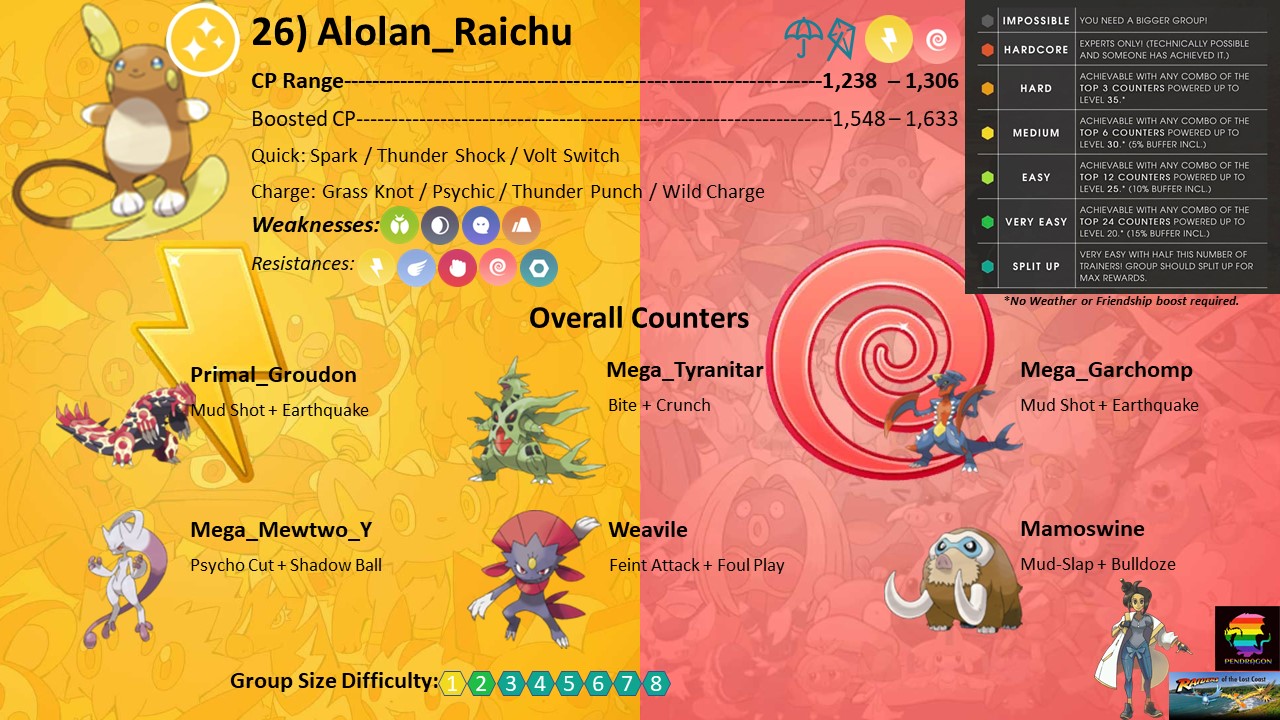 26) Alolan_Raichu
CP Range------------------------------------------------------------------1,238 – 1,306
Boosted CP------------------------------------------------------------------1,548 – 1,633
Quick: Spark / Thunder Shock / Volt Switch
Charge: Grass Knot / Psychic / Thunder Punch / Wild Charge
Weaknesses:
Resistances:
IMPOSSIBLE YOU NEED A BIGGER GROUP!
HARDCORE EXPERTS ONLY! (TECHNICALLY POSSIBLE
AND SOMEONE HAS ACHIEVED IT.)
HARD ACHIEVABLE WITH ANY COMBO OF THE
TOP 3 COUNTERS POWERED UP TO
LEVEL 35.*
MEDIUM ACHIEVABLE WITH ANY COMBO OF THE
TOP 6 COUNTERS POWERED UP TO
LEVEL 30.* (5% BUFFER INCL.)
EASY ACHIEVABLE WITH ANY COMBO OF THE
TOP 12 COUNTERS POWERED UP TO
LEVEL 25.* (10% BUFFER INCL.)
VERY EASY ACHIEVABLE WITH ANY COMBO OF THE
TOP 24 COUNTERS POWERED UP TO
LEVEL 20.* (15% BUFFER INCL.)
SPLIT UP VERY EASY WITH HALF THIS NUMBER OF
TRAINERS! GROUP SHOULD SPLIT UP FOR
MAX REWARDS.
*No Weather or Friendship boost required.
Overall Counters
Primal_Groudon
Mud Shot + Earthquake
Mega_Tyranitar
Bite + Crunch
Mega_Garchomp
Mud Shot + Earthquake
Mega_Mewtwo_Y
Psycho Cut + Shadow Ball
Weavile
Feint Attack + Foul Play
Mamoswine
Mud-Slap + Bulldoze
Group Size Difficulty: 1 2 3 4 5 6 7 8
PENDRAGON
RAIDERS of the Lost Coast